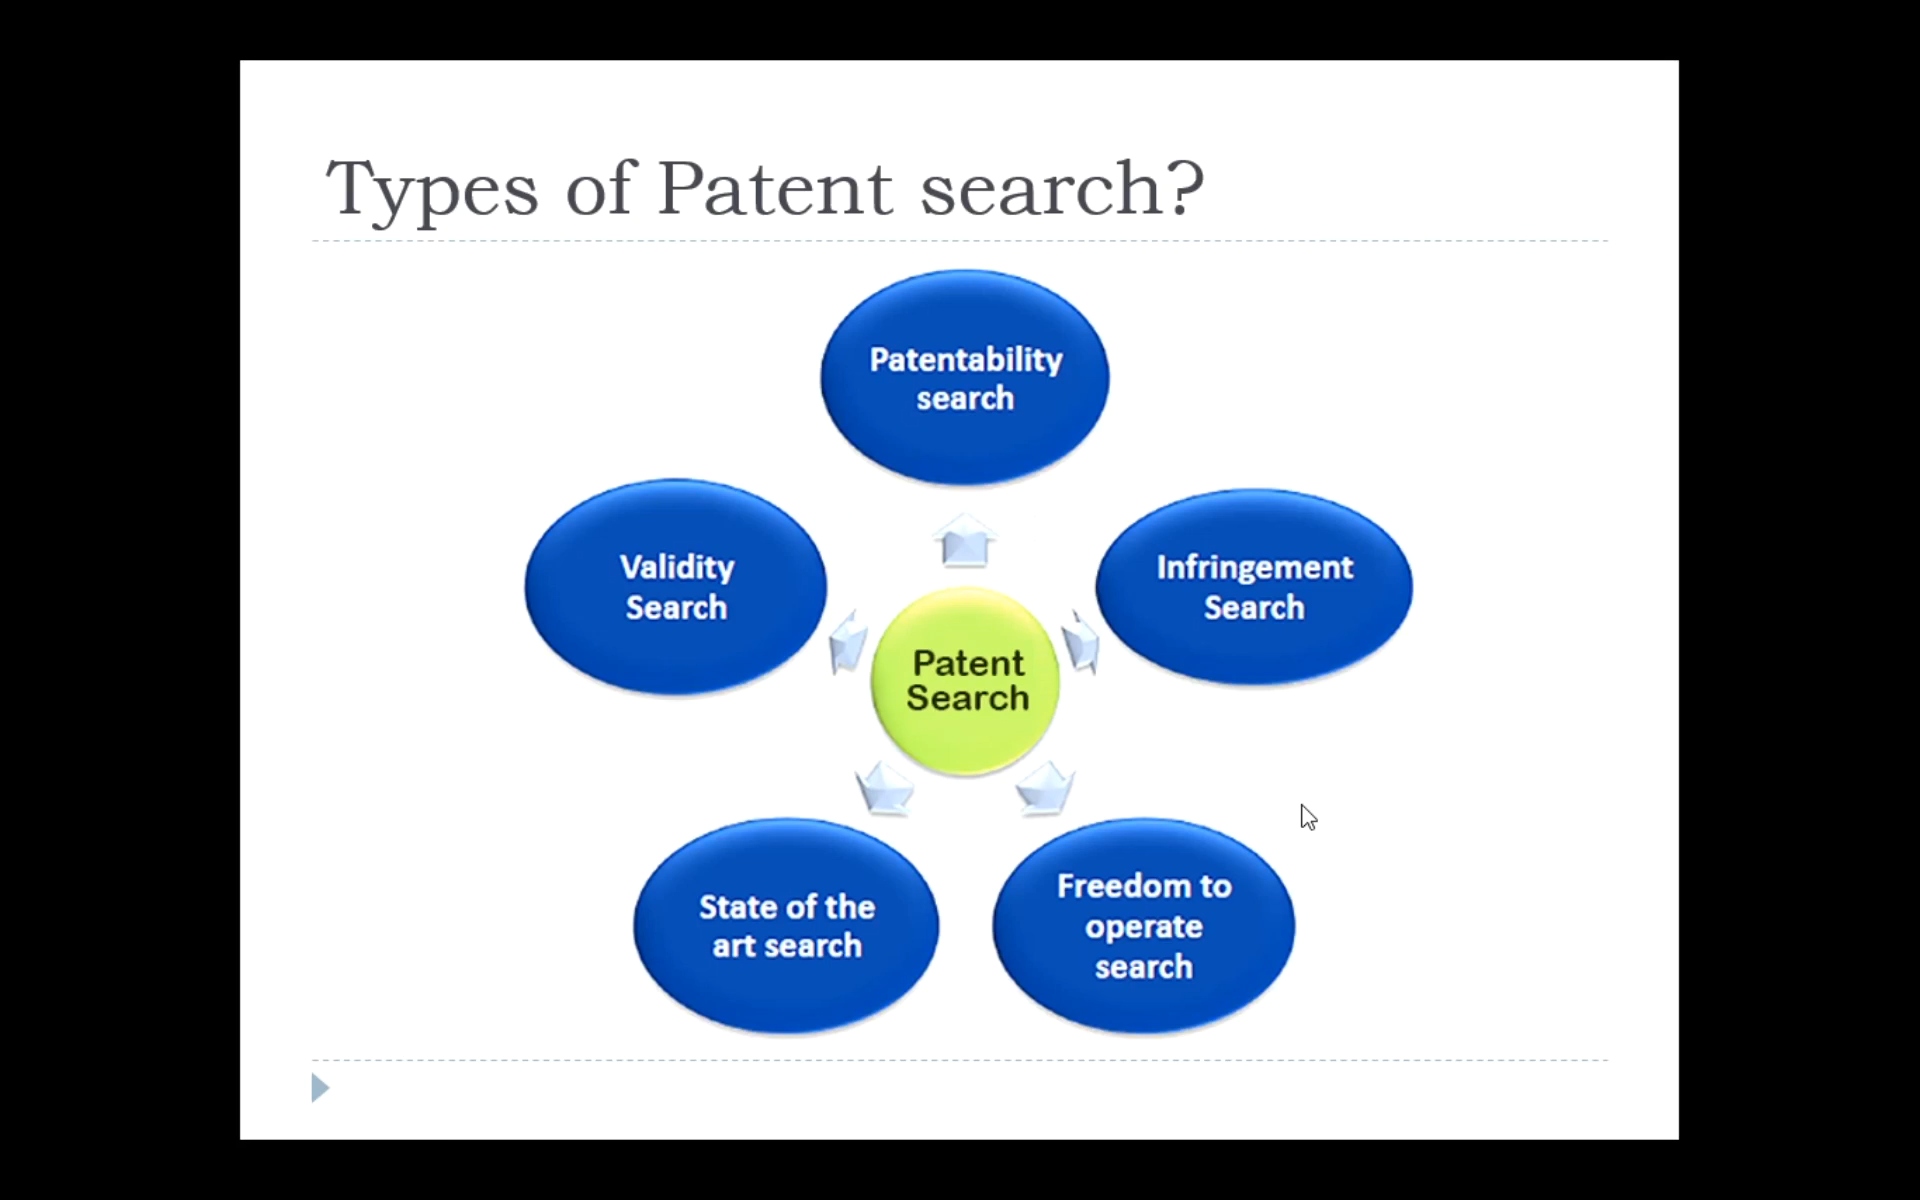 Types of Patent search?
Patentability
search
Validity
Search
Infringement
Search
Patent
Search
State of the
art search
Freedom to
operate
search